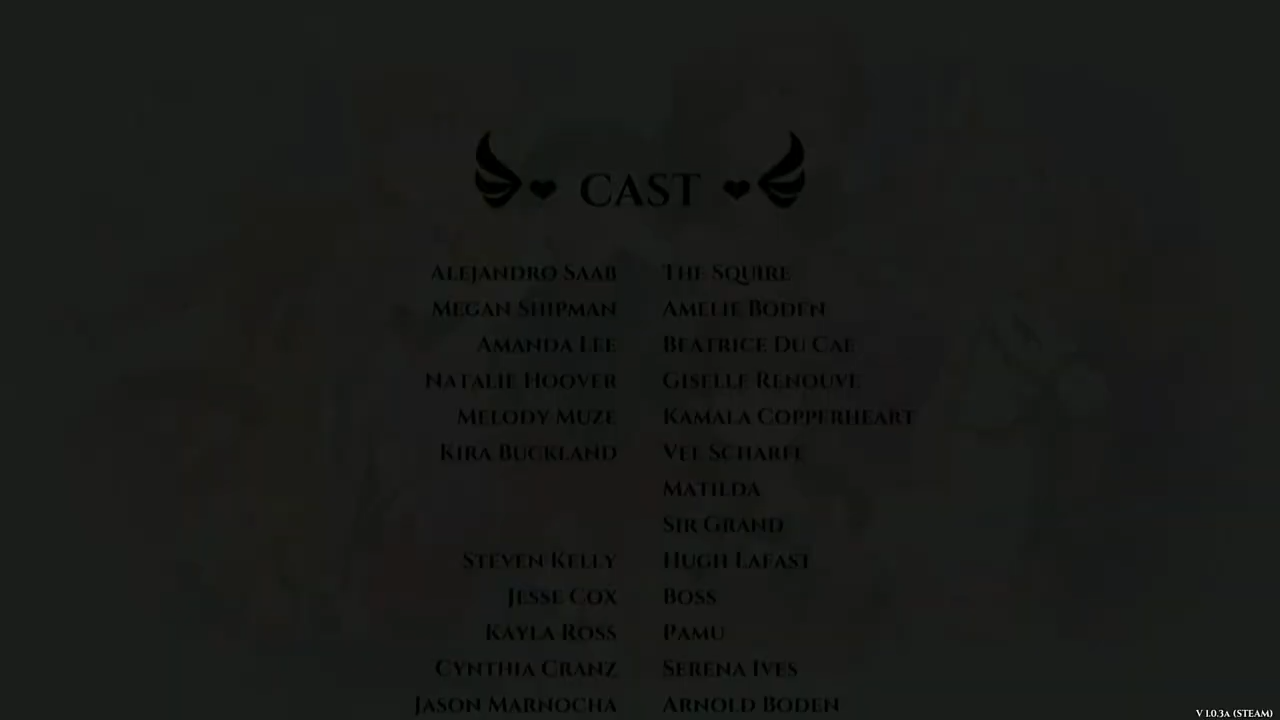 CAST
ALEJANDRO SAAB THE SQUIRE
MEGAN SHIPMAN AMELIE BODEN
AMANDA LEE BEATRICE DU CAE
NATALIE HOOVER GISELLE RENOUVE
MELODY MUZE KAMALA COPPERHEART
KIRA BUCKLAND VEE SCHARFE
MATILDA
SIR GRAND
STEVEN KELLY HUGH LAFAST
JESSE COX BOSS
KAYLA ROSS PAMU
CYNTHIA CRANZ SERENA IVES
JASON MARNOCHA ARNOLD BODEN
V 1.0.3A (STEAM)